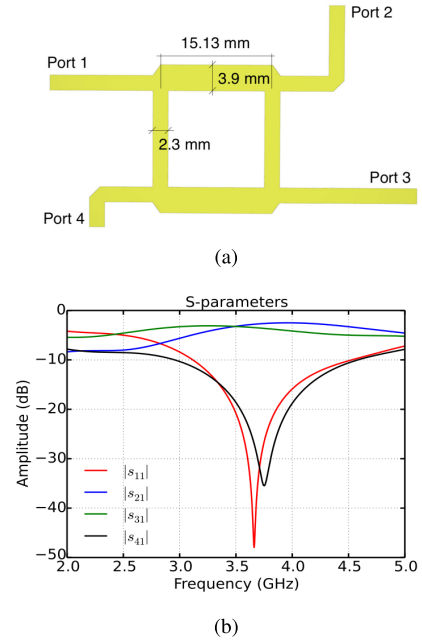 Port 2
15.13 mm
Port 1
3.9 mm
2.3 mm
Port 3
Port 4
(a)
S-parameters
Amplitude (dB)
0
−10
−20
−30
−40
−50
|s11|
|s21|
|s31|
|s41|
2.0 2.5 3.0 3.5 4.0 4.5 5.0
Frequency (GHz)
(b)